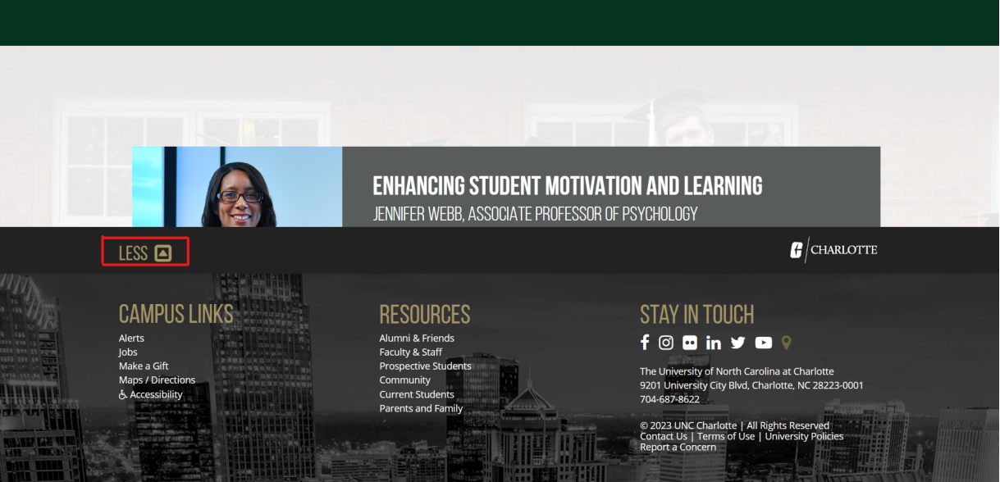 ENHANCING STUDENT MOTIVATION AND LEARNING
JENNIFER WEBB, ASSOCIATE PROFESSOR OF PSYCHOLOGY
LESS
CHARLOTTE
CAMPUS LINKS
Alerts
Jobs
Make a Gift
Maps / Directions
Accessibility
RESOURCES
Alumni & Friends
Faculty & Staff
Prospective Students
Community
Current Students
Parents and Family
STAY IN TOUCH
The University of North Carolina at Charlotte
9201 University City Blvd, Charlotte, NC 28223-0001
704-687-8622
© 2023 UNC Charlotte | All Rights Reserved
Contact Us | Terms of Use | University Policies
Report a Concern